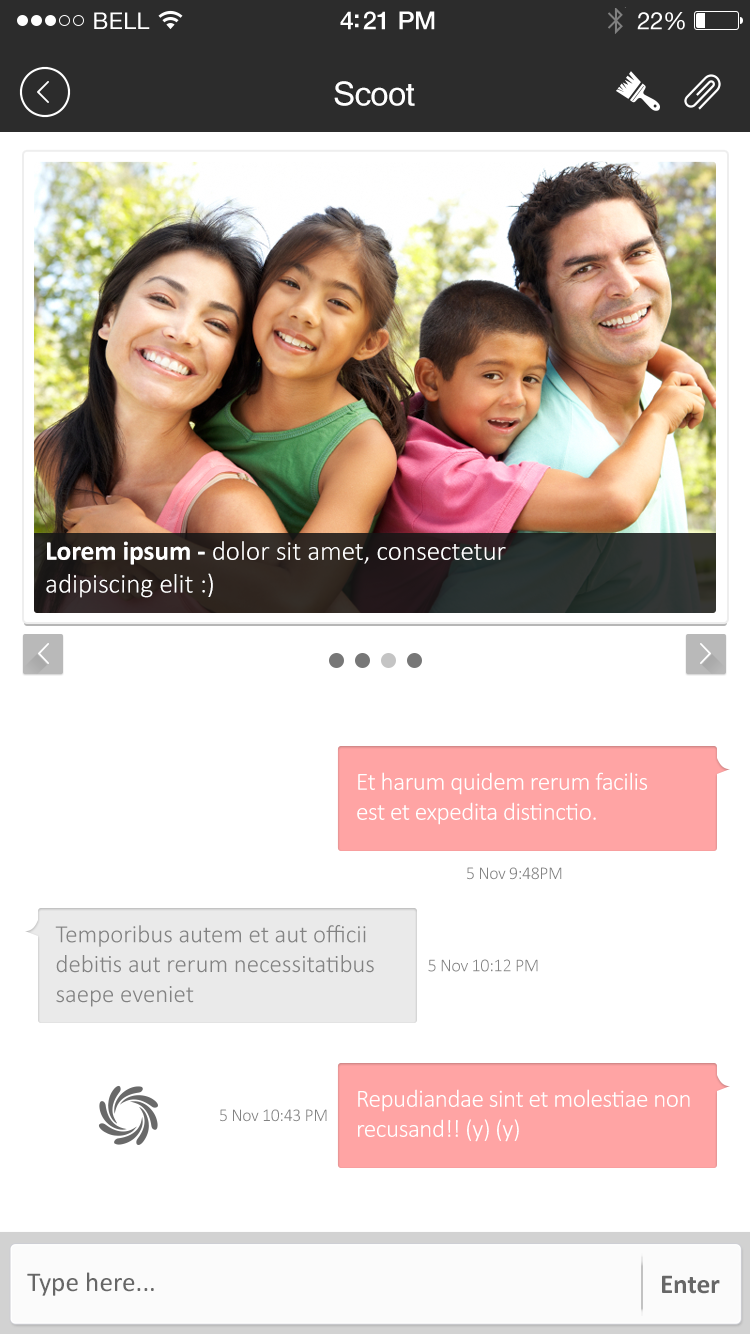 BELL 4:21 PM 22%
Scoot
Lorem ipsum - dolor sit amet, consectetur
adipiscing elit :)
Et harum quidem rerum facilis
est et expedita distinctio.
5 Nov 9:48PM
Temporibus autem et aut officii
debitis aut rerum necessitatibus
saepe eveniet
5 Nov 10:12 PM
Repudiandae sint et molestiae non
recusand!! (y) (y)
5 Nov 10:43 PM
Type here...
Enter